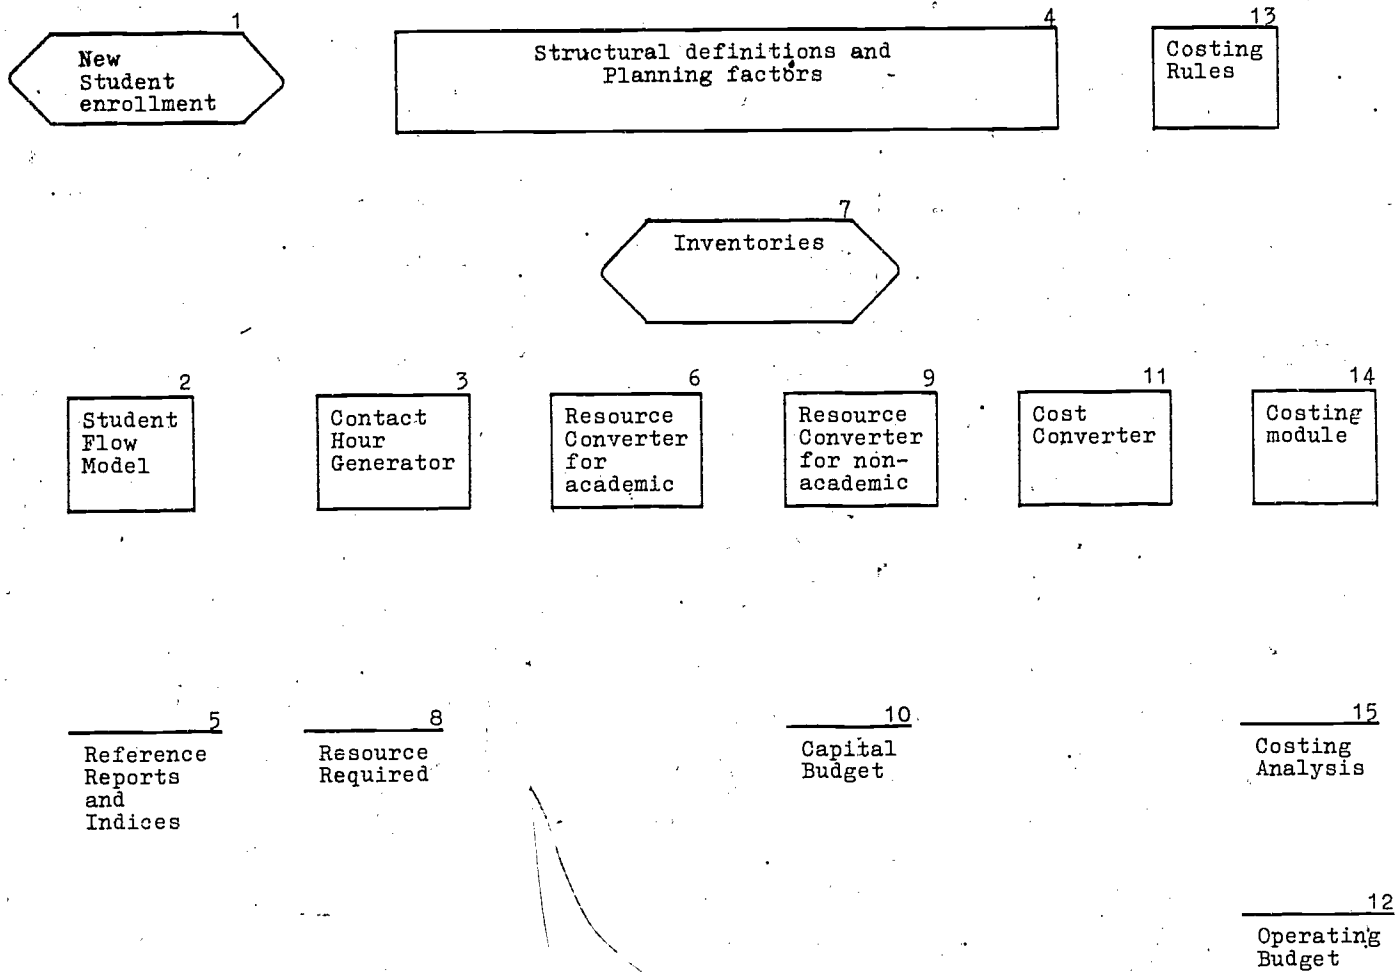 1
New
Student
enrollment
4
Structural definitions and
Planning factors
13
Costing
Rules
7
Inventories
2
Student
Flow
Model
3
Contact
Hour
Generator
6
Resource
Converter
for
academic
9
Resource
Converter
for non-
academic
11
Cost
Converter
14
Costing
module
5
Reference
Reports
and
Indices
8
Resource
Required
10
Capital
Budget
15
Costing
Analysis
12
Operating
Budget